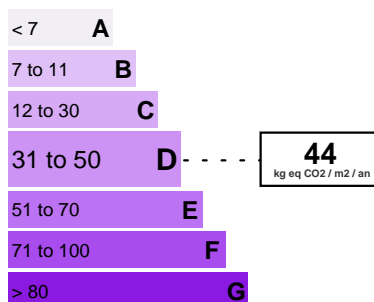 < 7 A
7 to 11 B
12 to 30 C
31 to 50 D
44
kg eq CO2 / m2 / an
51 to 70 E
71 to 100 F
> 80 G